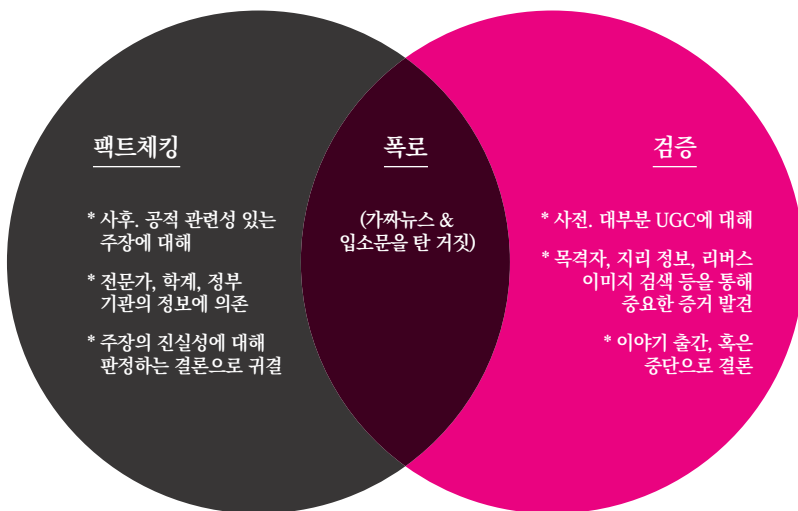 팩트체킹
* 사후. 공적 관련성 있는
주장에 대해
* 전문가, 학계, 정부
기관의 정보에 의존
* 주장의 진실성에 대해
판정하는 결론으로 귀결
폭로
(가짜뉴스 &
입소문을 탄 거짓)
검증
* 사전. 대부분 UGC에 대해
* 목격자, 지리 정보, 리버스
이미지 검색 등을 통해
중요한 증거 발견
* 이야기 출간, 혹은
중단으로 결론